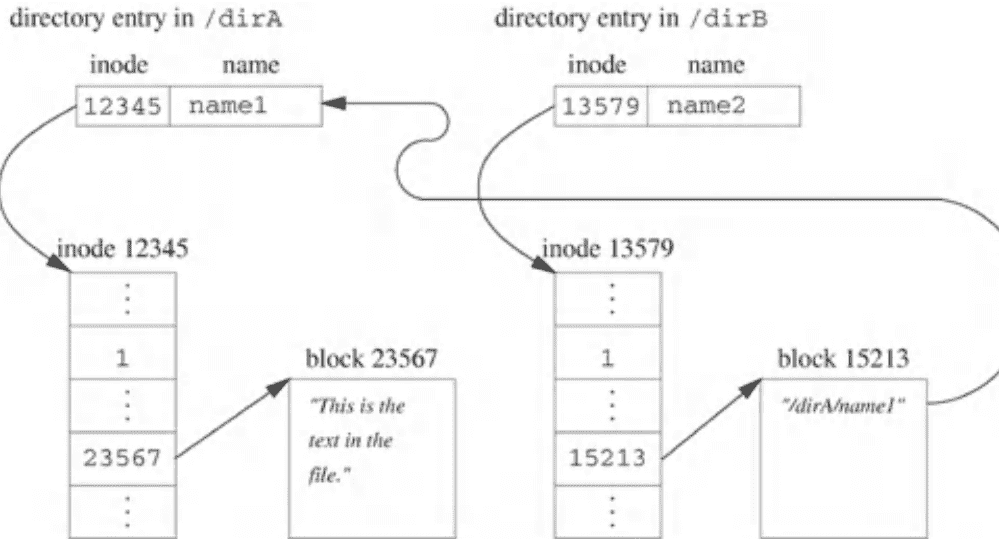 directory entry in /dirA
directory entry in /dirB
inode name
inode name
12345 name1
13579 name2
inode 12345
inode 13579
1
1
block 23567
block 15213
"This is the
text in the
file."
"/dirA/name1"
23567
15213